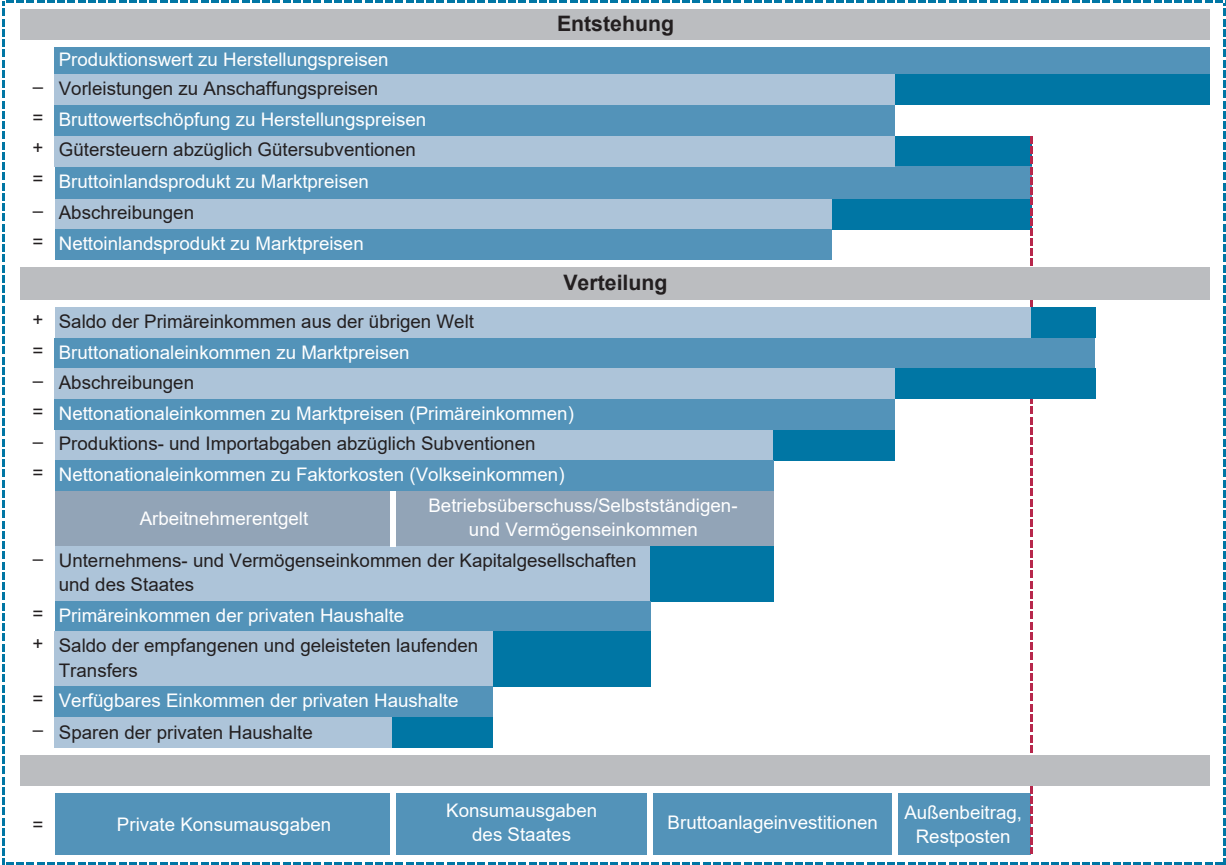 Entstehung
Produktionswert zu Herstellungspreisen
– Vorleistungen zu Anschaffungspreisen
= Bruttowertschöpfung zu Herstellungspreisen
+ Gütersteuern abzüglich Gütersubventionen
= Bruttoinlandsprodukt zu Marktpreisen
– Abschreibungen
= Nettoinlandsprodukt zu Marktpreisen
Verteilung
+ Saldo der Primäreinkommen aus der übrigen Welt
= Bruttonationaleinkommen zu Marktpreisen
– Abschreibungen
= Nettonationaleinkommen zu Marktpreisen (Primäreinkommen)
– Produktions- und Importabgaben abzüglich Subventionen
= Nettonationaleinkommen zu Faktorkosten (Volkseinkommen)
Arbeitnehmerentgelt
Betriebsüberschuss/Selbstständigen-
und Vermögenseinkommen
– Unternehmens- und Vermögenseinkommen der Kapitalgesellschaften
und des Staates
= Primäreinkommen der privaten Haushalte
+ Saldo der empfangenen und geleisteten laufenden
Transfers
= Verfügbares Einkommen der privaten Haushalte
– Sparen der privaten Haushalte
= Private Konsumausgaben
Konsumausgaben
des Staates
Bruttoanlageinvestitionen
Außenbeitrag,
Restposten